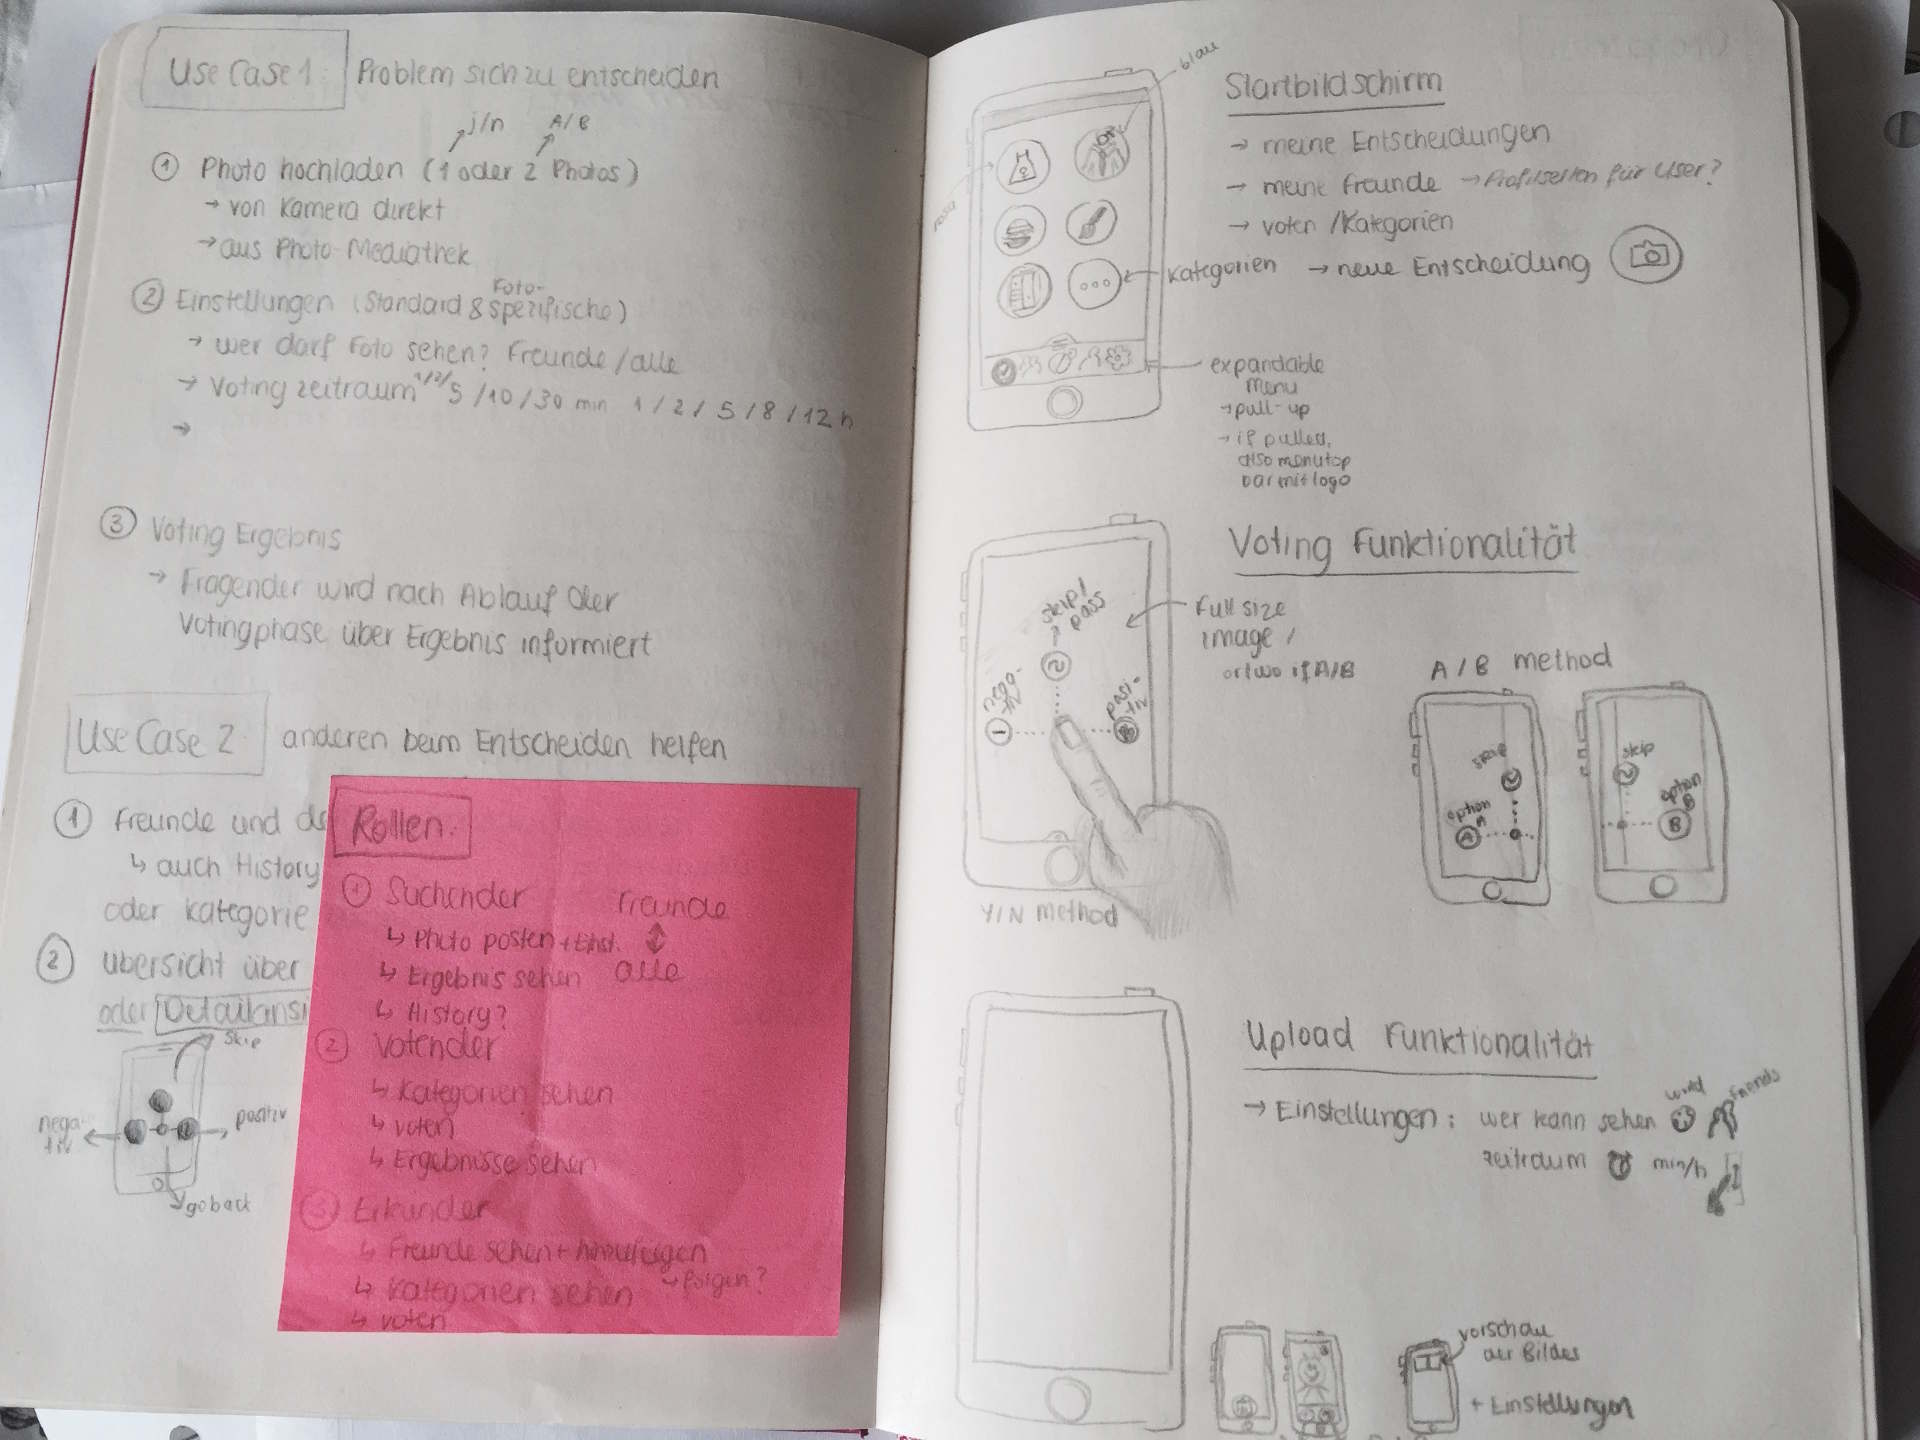 Use Case 1: Problem sich zu entscheiden
j/n A/B
① Photo hochladen (1 oder 2 Photos)
→ von Kamera direkt
→ aus Photo-Mediathek
② Einstellungen (Standard & Foto-spezifische)
→ wer darf Foto sehen? Freunde/alle
→ Voting zeitraum 1/2/5/10/30 min 1/2/5/8/12h
→
③ Voting Ergebnis
→ Fragender wird nach Ablauf der
Votingphase über Ergebnis informiert
Use Case 2: anderen beim Entscheiden helfen
① Freunde und
↳ auch History
oder Kategorie
② Übersicht über
oder Detailansi
skip
nega-
tiv
positiv
go back
Rollen:
① Suchender
↳ Photo posten + Einst.
↳ Ergebnis sehen
↳ History?
Freunde
↕
alle
② Votender
↳ Kategorien sehen
↳ voten
↳ Ergebnisse sehen
③ Erkunder
↳ Freunde sehen + hinzufügen
↳ Kategorien sehen → folgen?
↳ voten
blau
rosa
Startbildschirm
→ meine Entscheidungen
→ meine Freunde → Profilseiten für User?
→ voten /Kategorien
Kategorien → neue Entscheidung
expandable
menu
→ pull-up
→ if pulled,
also menu top
bar mit logo
Voting Funktionalität
skip/
pass
nega-
tiv
posi-
tiv
Full size
image /
or two if A/B
Y/N method
A/B method
skip
option
A
skip
option
B
B
Upload Funktionalität
→ Einstellungen: wer kann sehen world Friends
zeitraum min/h
vorschau
der Bildes
+ Einstellungen